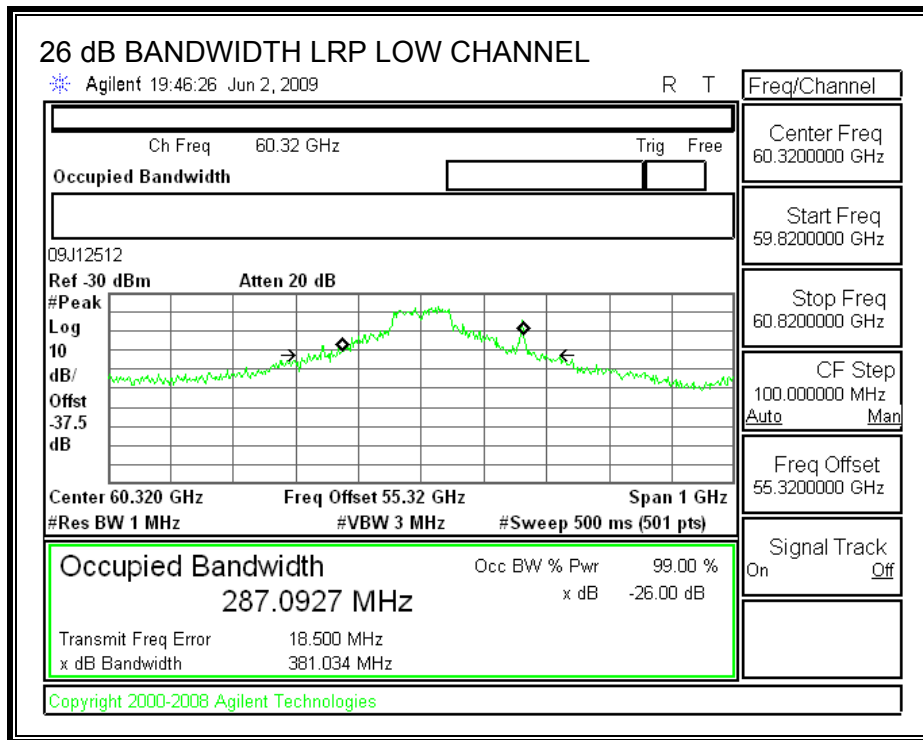 26 dB BANDWIDTH LRP LOW CHANNEL
Agilent 19:46:26 Jun 2, 2009 R T
Freq/Channel
Ch Freq 60.32 GHz Trig Free
Occupied Bandwidth
Center Freq
60.3200000 GHz
Start Freq
59.8200000 GHz
09J12512
Ref -30 dBm Atten 20 dB
#Peak
Log
10
dB/
Offst
-37.5
dB
Stop Freq
60.8200000 GHz
CF Step
100.000000 MHz
Auto Man
Freq Offset
55.3200000 GHz
Center 60.320 GHz Freq Offset 55.32 GHz Span 1 GHz
#Res BW 1 MHz #VBW 3 MHz #Sweep 500 ms (501 pts)
Signal Track
On Off
Occupied Bandwidth Occ BW % Pwr 99.00 %
287.0927 MHz x dB -26.00 dB
Transmit Freq Error 18.500 MHz
x dB Bandwidth 381.034 MHz
Copyright 2000-2008 Agilent Technologies